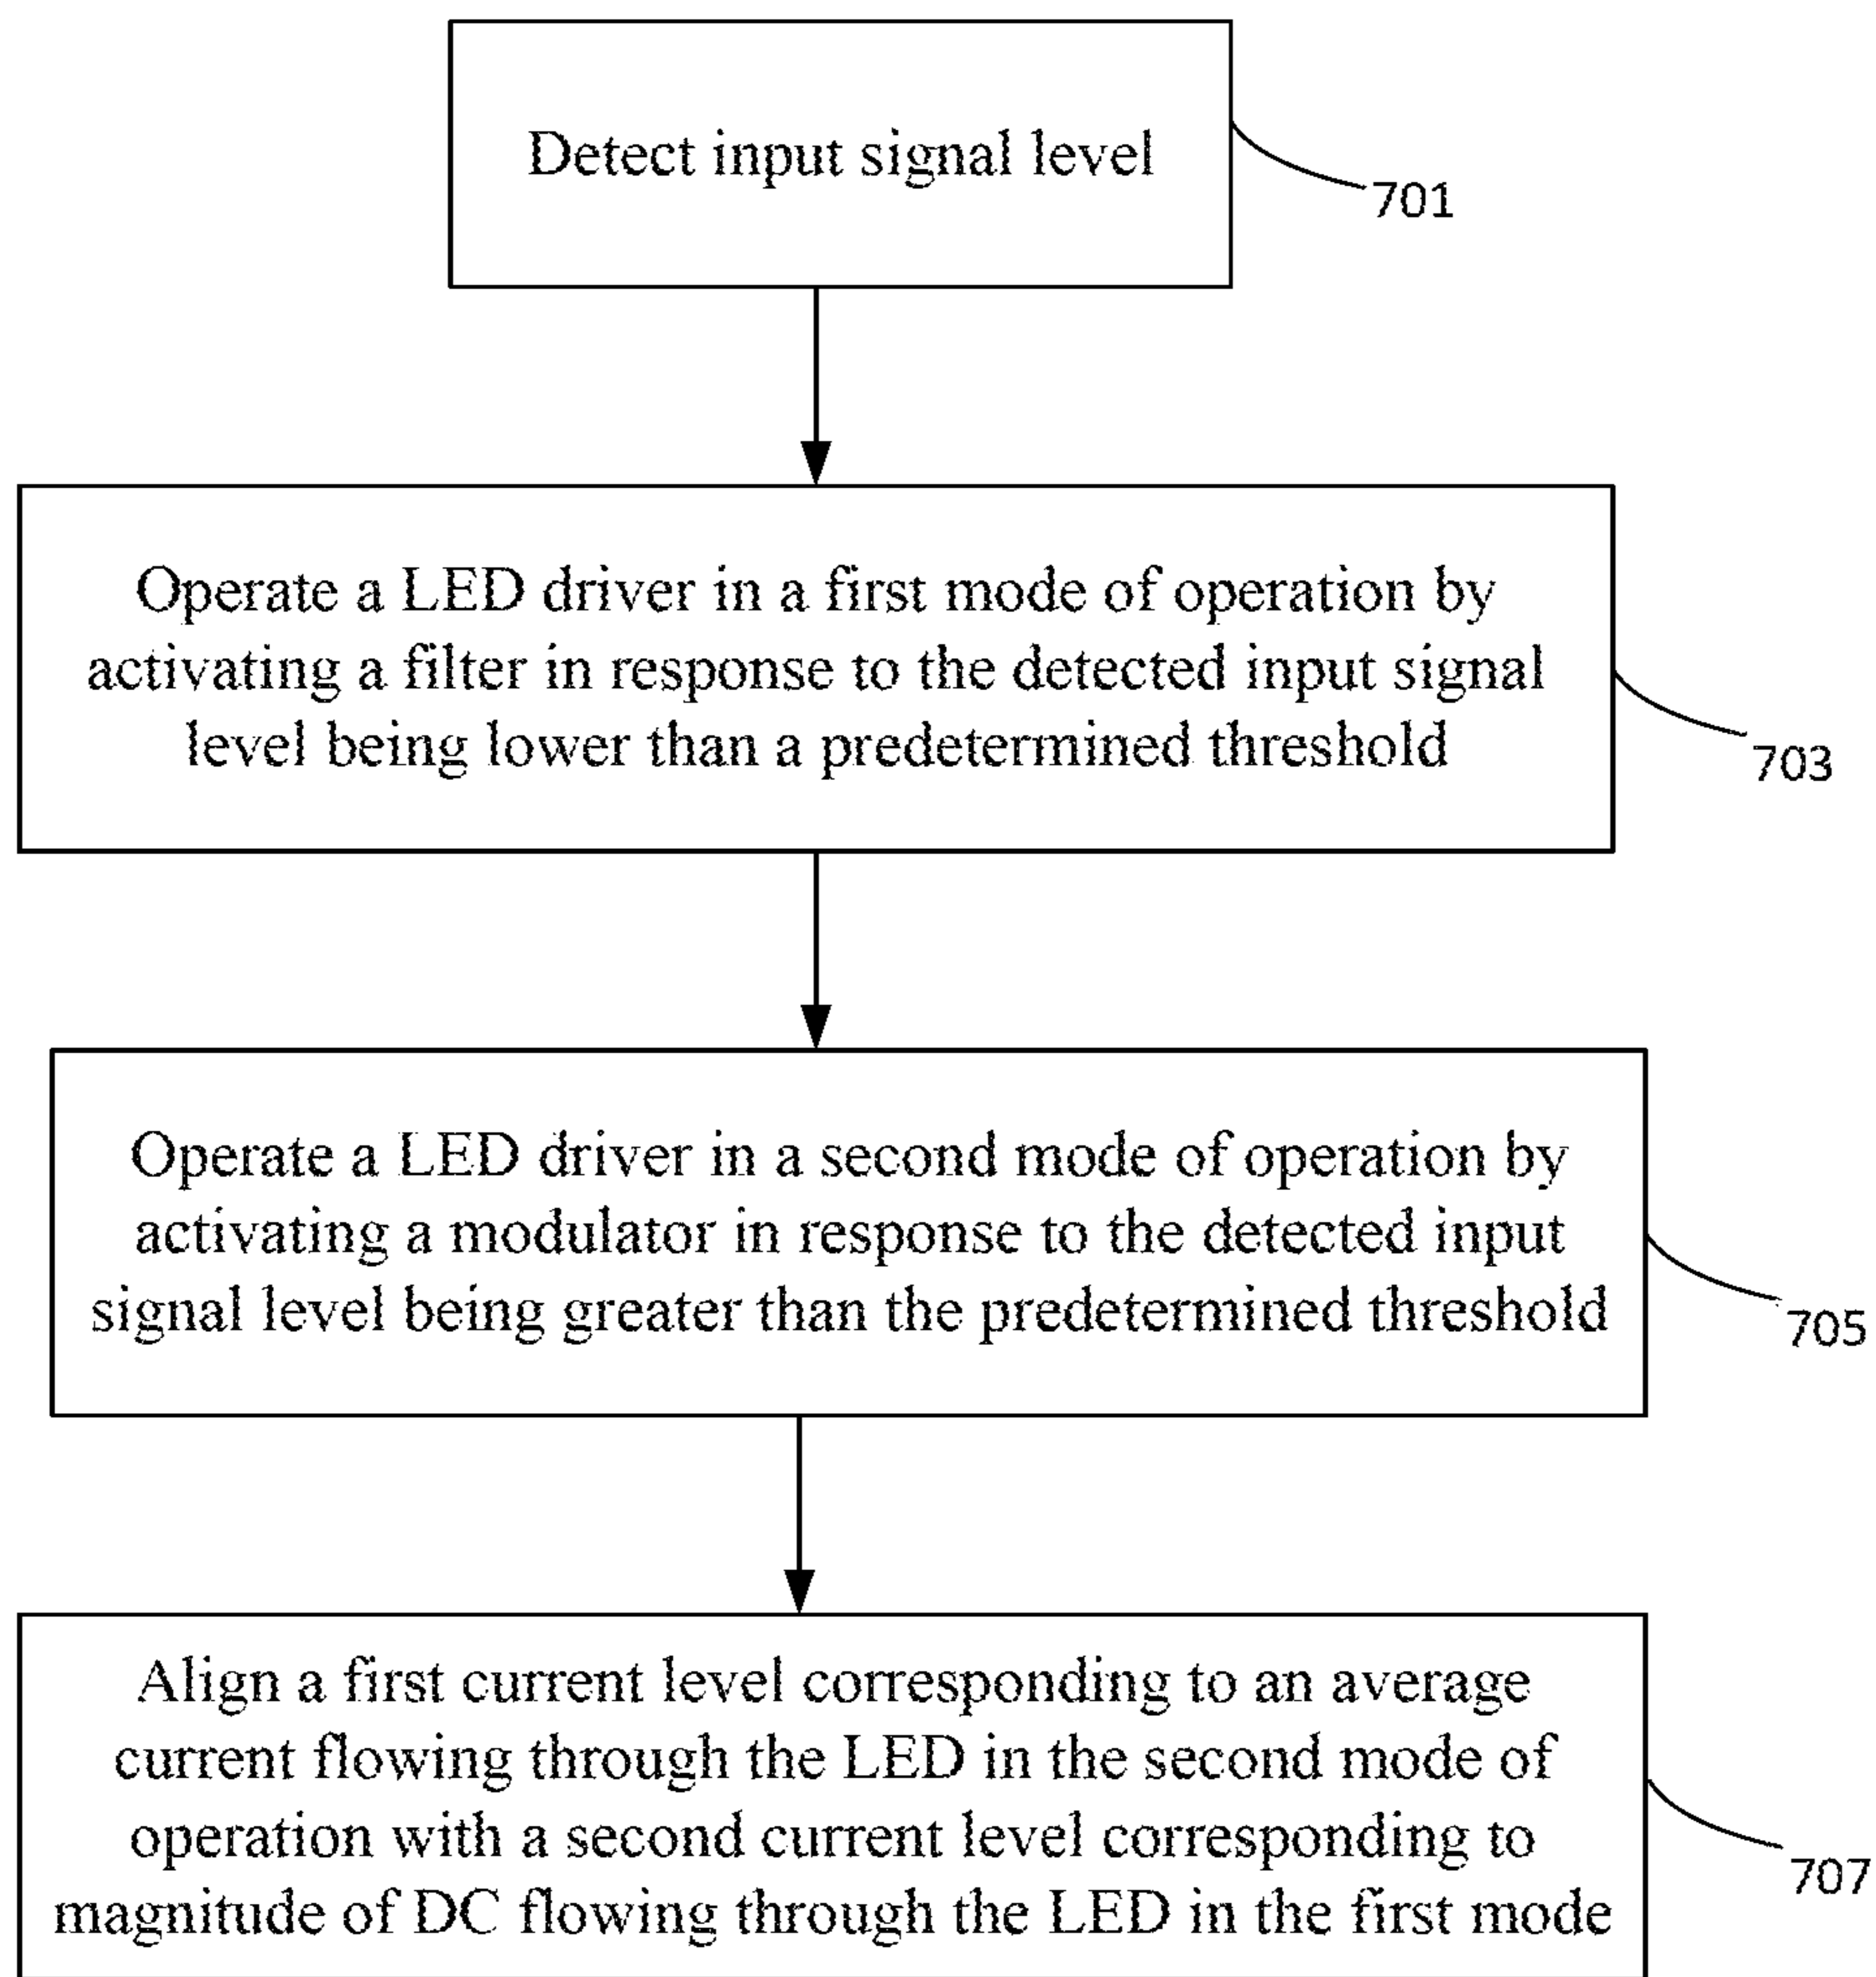 Detect input signal level
701
Operate a LED driver in a first mode of operation by
activating a filter in response to the detected input signal
level being lower than a predetermined threshold
703
Operate a LED driver in a second mode of operation by
activating a modulator in response to the detected input
signal level being greater than the predetermined threshold
705
Align a first current level corresponding to an average
current flowing through the LED in the second mode of
operation with a second current level corresponding to
magnitude of DC flowing through the LED in the first mode
707